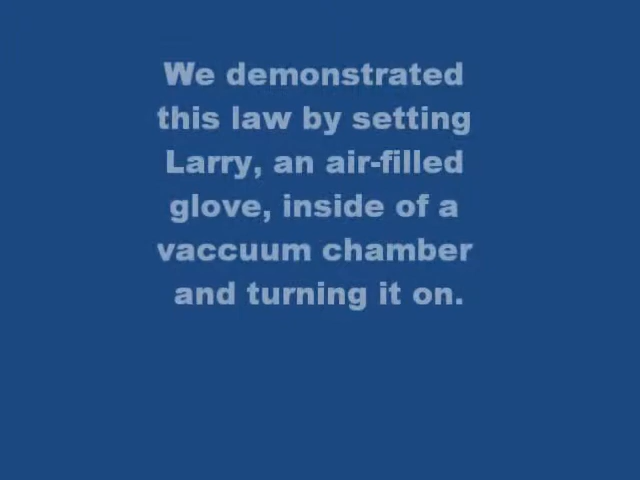 We demonstrated
this law by setting
Larry, an air-filled
glove, inside of a
vaccuum chamber
and turning it on.